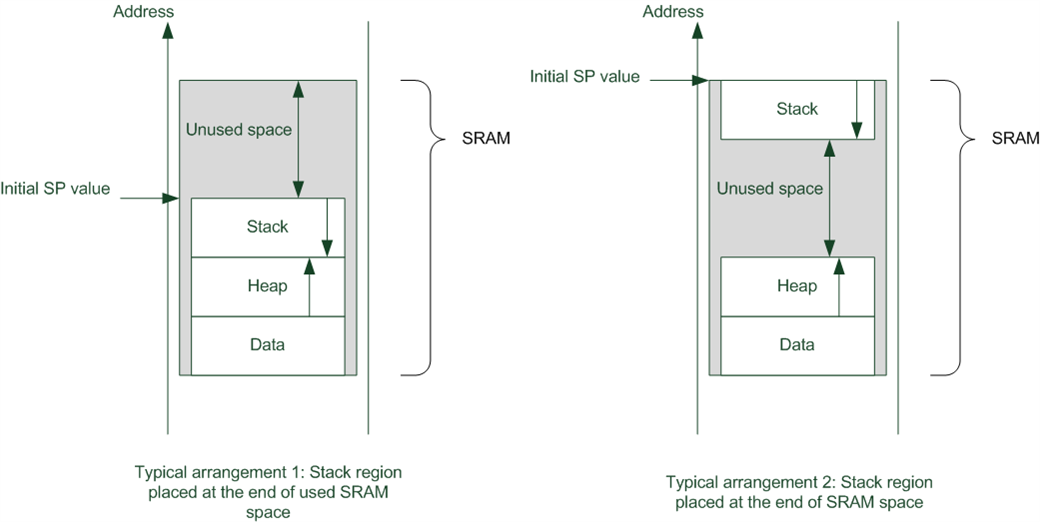 Address
Unused space
SRAM
Initial SP value
Stack
Heap
Data
Typical arrangement 1: Stack region
placed at the end of used SRAM
space
Address
Initial SP value
Stack
SRAM
Unused space
Heap
Data
Typical arrangement 2: Stack region
placed at the end of SRAM space